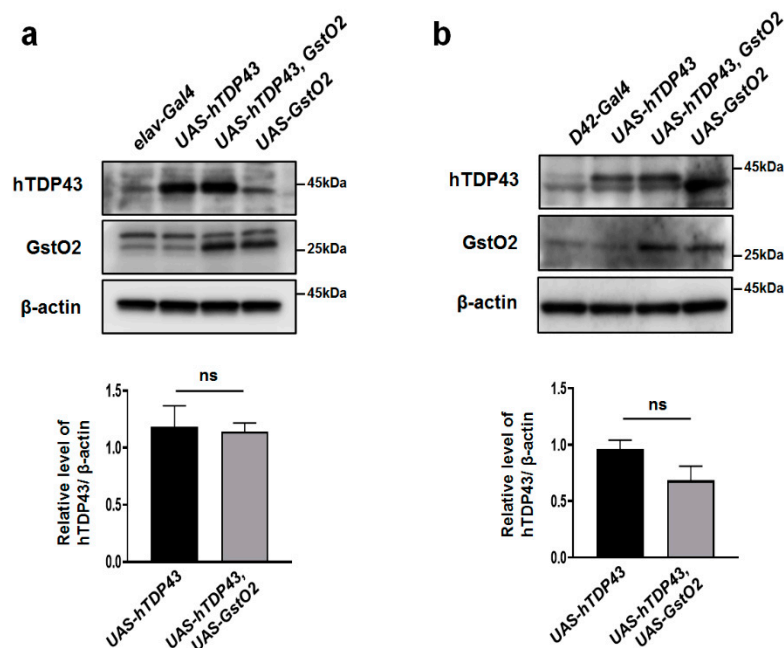 a
elav-Gal4
UAS-hTDP43
UAS-hTDP43, GstO2
UAS-GstO2
hTDP43
45kDa
GstO2
25kDa
β-actin
45kDa
Relative level of
hTDP43/ β-actin
1.5
1.0
0.5
0.0
ns
UAS-hTDP43
UAS-hTDP43,
UAS-GstO2
b
D42-Gal4
UAS-hTDP43
UAS-hTDP43, GstO2
UAS-GstO2
hTDP43
45kDa
GstO2
25kDa
β-actin
45kDa
Relative level of
hTDP43/ β-actin
1.5
1.0
0.5
0.0
ns
UAS-hTDP43
UAS-hTDP43,
UAS-GstO2